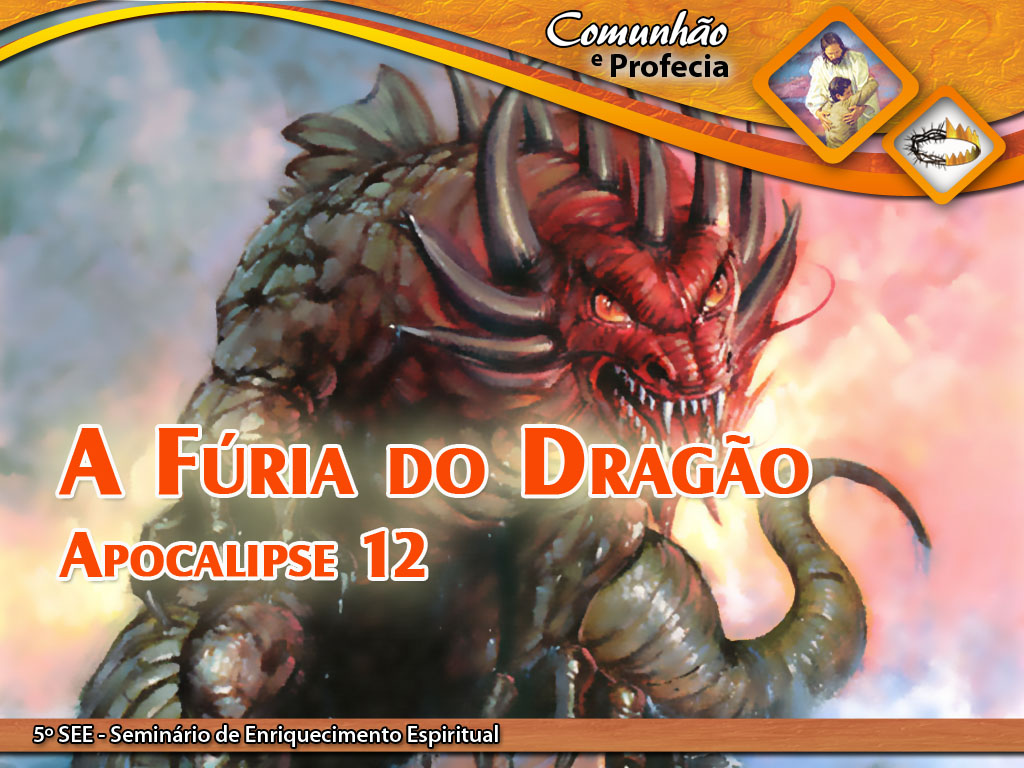 Comunhão
e Profecia
A Fúria do Dragão
Apocalipse 12
5º SEE - Seminário de Enriquecimento Espiritual